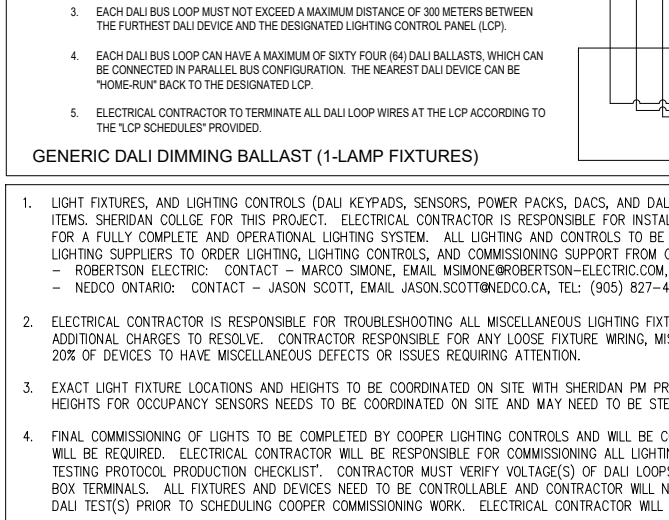 3. EACH DALI BUS LOOP MUST NOT EXCEED A MAXIMUM DISTANCE OF 300 METERS BETWEEN
THE FURTHEST DALI DEVICE AND THE DESIGNATED LIGHTING CONTROL PANEL (LCP).
4. EACH DALI BUS LOOP CAN HAVE A MAXIMUM OF SIXTY FOUR (64) DALI BALLASTS, WHICH CAN
BE CONNECTED IN PARALLEL BUS CONFIGURATION. THE NEAREST DALI DEVICE CAN BE
"HOME-RUN" BACK TO THE DESIGNATED LCP.
5. ELECTRICAL CONTRACTOR TO TERMINATE ALL DALI LOOP WIRES AT THE LCP ACCORDING TO
THE "LCP SCHEDULES" PROVIDED.
GENERIC DALI DIMMING BALLAST (1-LAMP FIXTURES)
1. LIGHT FIXTURES, AND LIGHTING CONTROLS (DALI KEYPADS, SENSORS, POWER PACKS, DACS, AND DAL
ITEMS. SHERIDAN COLLGE FOR THIS PROJECT. ELECTRICAL CONTRACTOR IS RESPONSIBLE FOR INSTAL
FOR A FULLY COMPLETE AND OPERATIONAL LIGHTING SYSTEM. ALL LIGHTING AND CONTROLS TO BE
LIGHTING SUPPLIERS TO ORDER LIGHTING, LIGHTING CONTROLS, AND COMMISSIONING SUPPORT FROM C
– ROBERTSON ELECTRIC: CONTACT – MARCO SIMONE, EMAIL MSIMONE@ROBERTSON-ELECTRIC.COM,
– NEDCO ONTARIO: CONTACT – JASON SCOTT, EMAIL JASON.SCOTT@NEDCO.CA, TEL: (905) 827-4
2. ELECTRICAL CONTRACTOR IS RESPONSIBLE FOR TROUBLESHOOTING ALL MISCELLANEOUS LIGHTING FIXT
ADDITIONAL CHARGES TO RESOLVE. CONTRACTOR RESPONSIBLE FOR ANY LOOSE FIXTURE WIRING, MIS
20% OF DEVICES TO HAVE MISCELLANEOUS DEFECTS OR ISSUES REQUIRING ATTENTION.
3. EXACT LIGHT FIXTURE LOCATIONS AND HEIGHTS TO BE COORDINATED ON SITE WITH SHERIDAN PM PR
HEIGHTS FOR OCCUPANCY SENSORS NEEDS TO BE COORDINATED ON SITE AND MAY NEED TO BE STE
4. FINAL COMMISSIONING OF LIGHTS TO BE COMPLETED BY COOPER LIGHTING CONTROLS AND WILL BE C
WILL BE REQUIRED. ELECTRICAL CONTRACTOR WILL BE RESPONSIBLE FOR COMMISSIONING ALL LIGHTIN
TESTING PROTOCOL PRODUCTION CHECKLIST'. CONTRACTOR MUST VERIFY VOLTAGE(S) OF DALI LOOPS
BOX TERMINALS. ALL FIXTURES AND DEVICES NEED TO BE CONTROLLABLE AND CONTRACTOR WILL N
DALI TEST(S) PRIOR TO SCHEDULING COOPER COMMISSIONING WORK. ELECTRICAL CONTRACTOR WILL